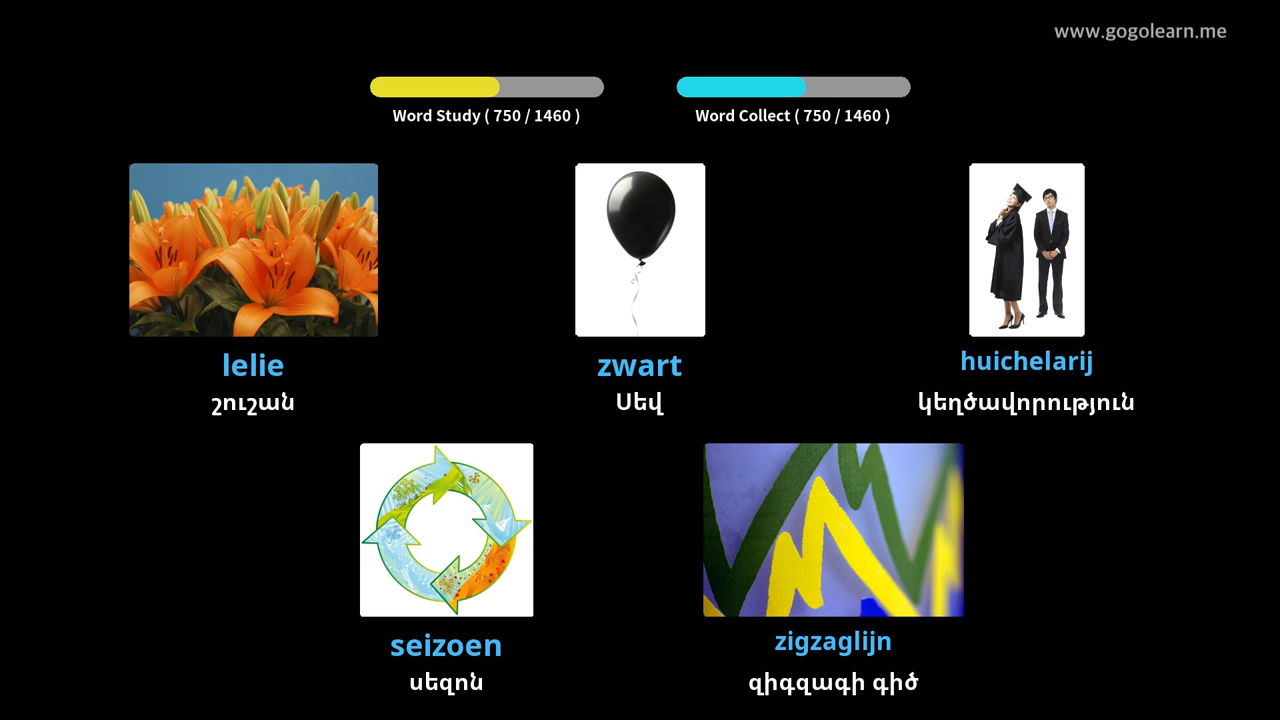 www.gogolearn.me
Word Study ( 750 / 1460 )
Word Collect ( 750 / 1460 )
lelie
շուշան
zwart
Սեվ
huichelarij
կեղծավորություն
seizoen
սեզոն
zigzaglijn
զիգզագի գիծ